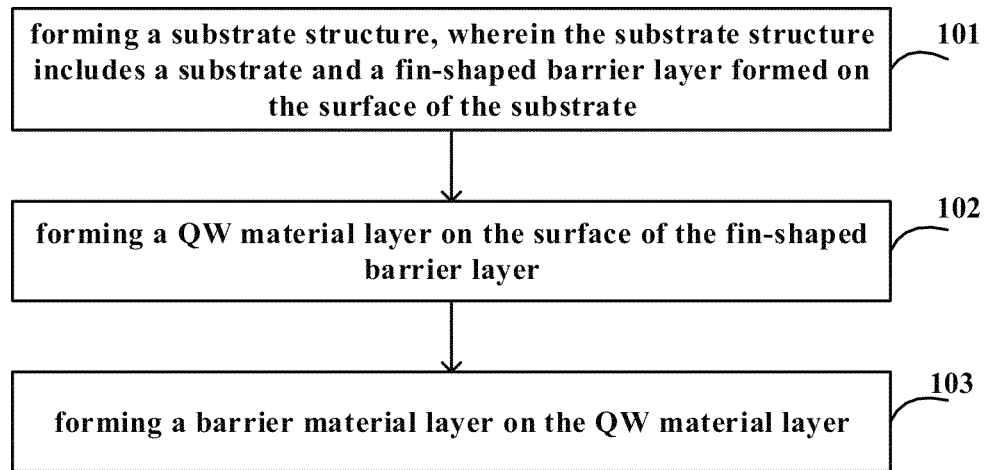 forming a substrate structure, wherein the substrate structure
includes a substrate and a fin-shaped barrier layer formed on
the surface of the substrate
101
forming a QW material layer on the surface of the fin-shaped
barrier layer
102
forming a barrier material layer on the QW material layer
103